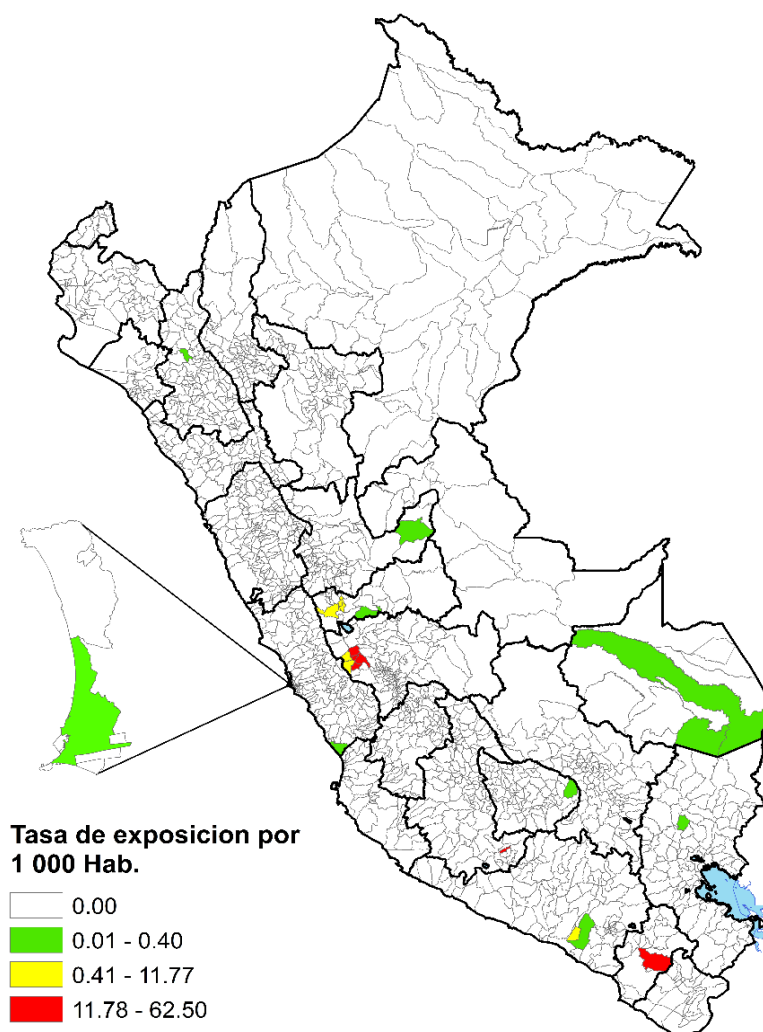 Tasa de exposicion por
1 000 Hab.
0.00
0.01 - 0.40
0.41 - 11.77
11.78 - 62.50